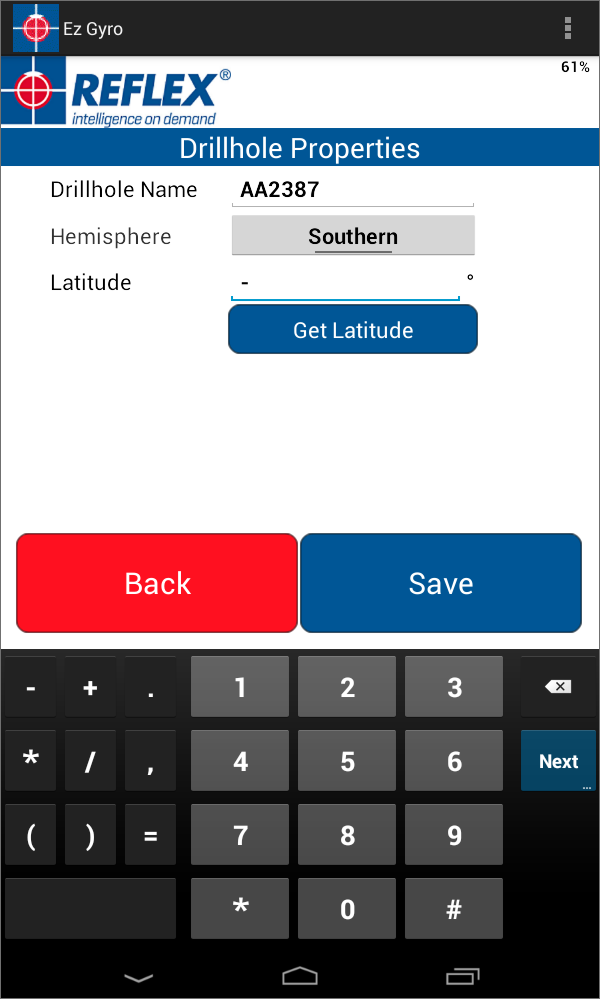 Ez Gyro
61%
REFLEX®
intelligence on demand
Drillhole Properties
Drillhole Name AA2387
Hemisphere Southern
Latitude - °
Get Latitude
Back Save
- + . 1 2 3
* / , 4 5 6 Next ...
( ) = 7 8 9
* 0 #